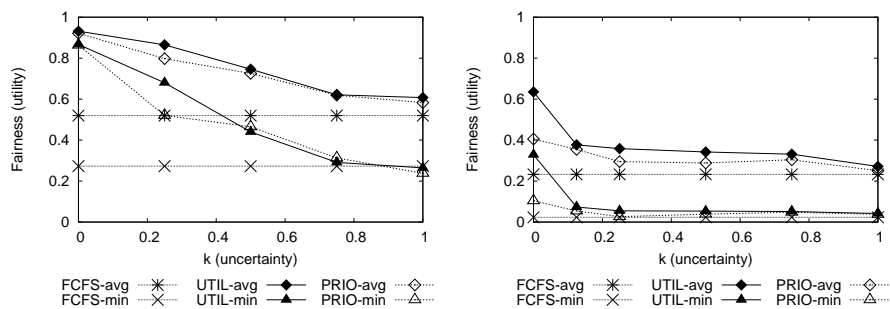 1
0.8
0.6
0.4
0.2
0
Fairness (utility)
0 0.2 0.4 0.6 0.8 1
k (uncertainty)
FCFS-avg UTIL-avg PRIO-avg
FCFS-min UTIL-min PRIO-min
1
0.8
0.6
0.4
0.2
0
Fairness (utility)
0 0.2 0.4 0.6 0.8 1
k (uncertainty)
FCFS-avg UTIL-avg PRIO-avg
FCFS-min UTIL-min PRIO-min